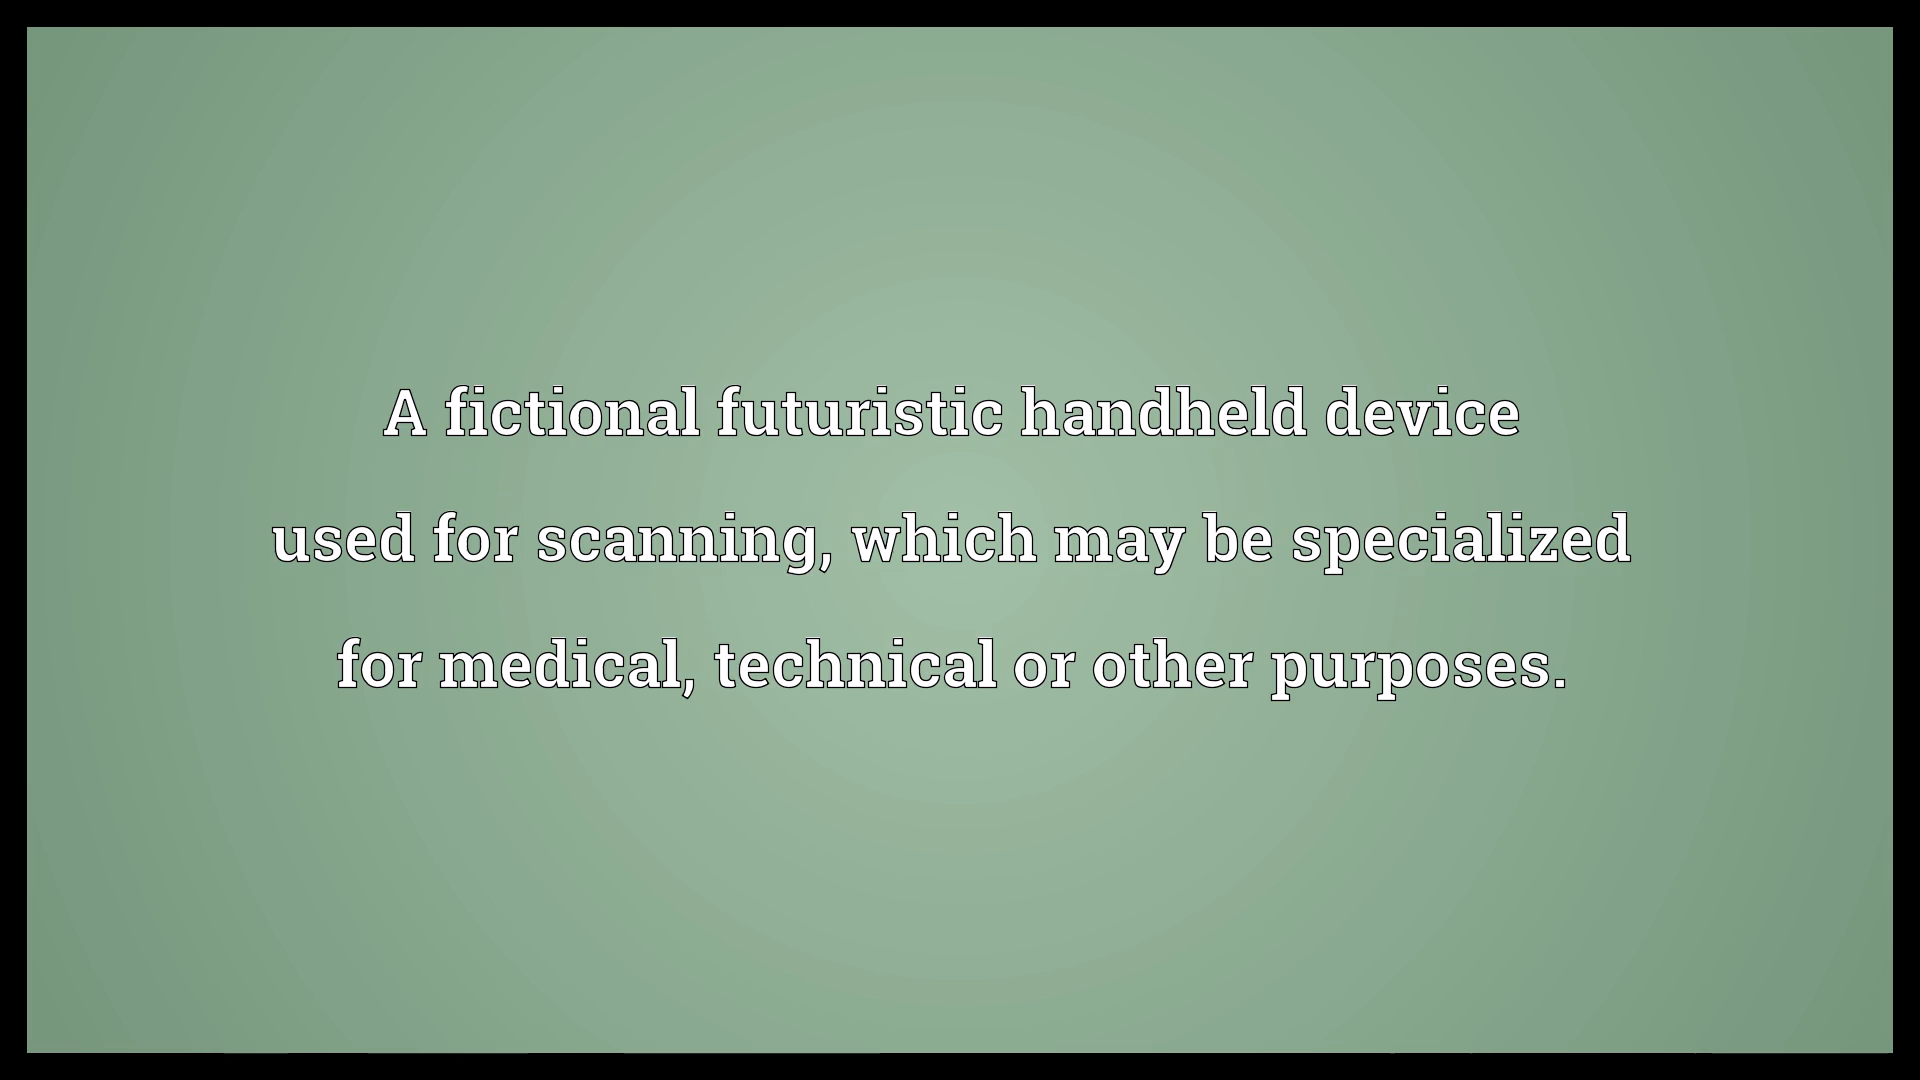 A fictional futuristic handheld device
used for scanning, which may be specialized
for medical, technical or other purposes.